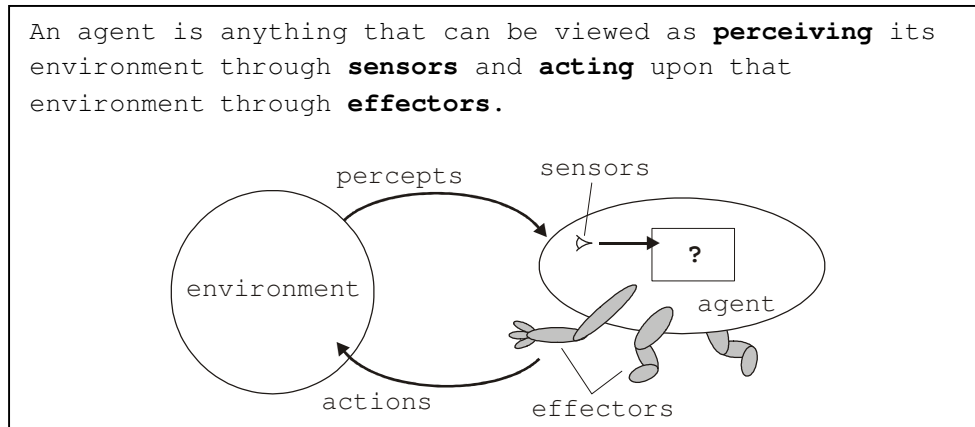 An agent is anything that can be viewed as perceiving its
environment through sensors and acting upon that
environment through effectors.
sensors
percepts
?
environment
agent
actions
effectors